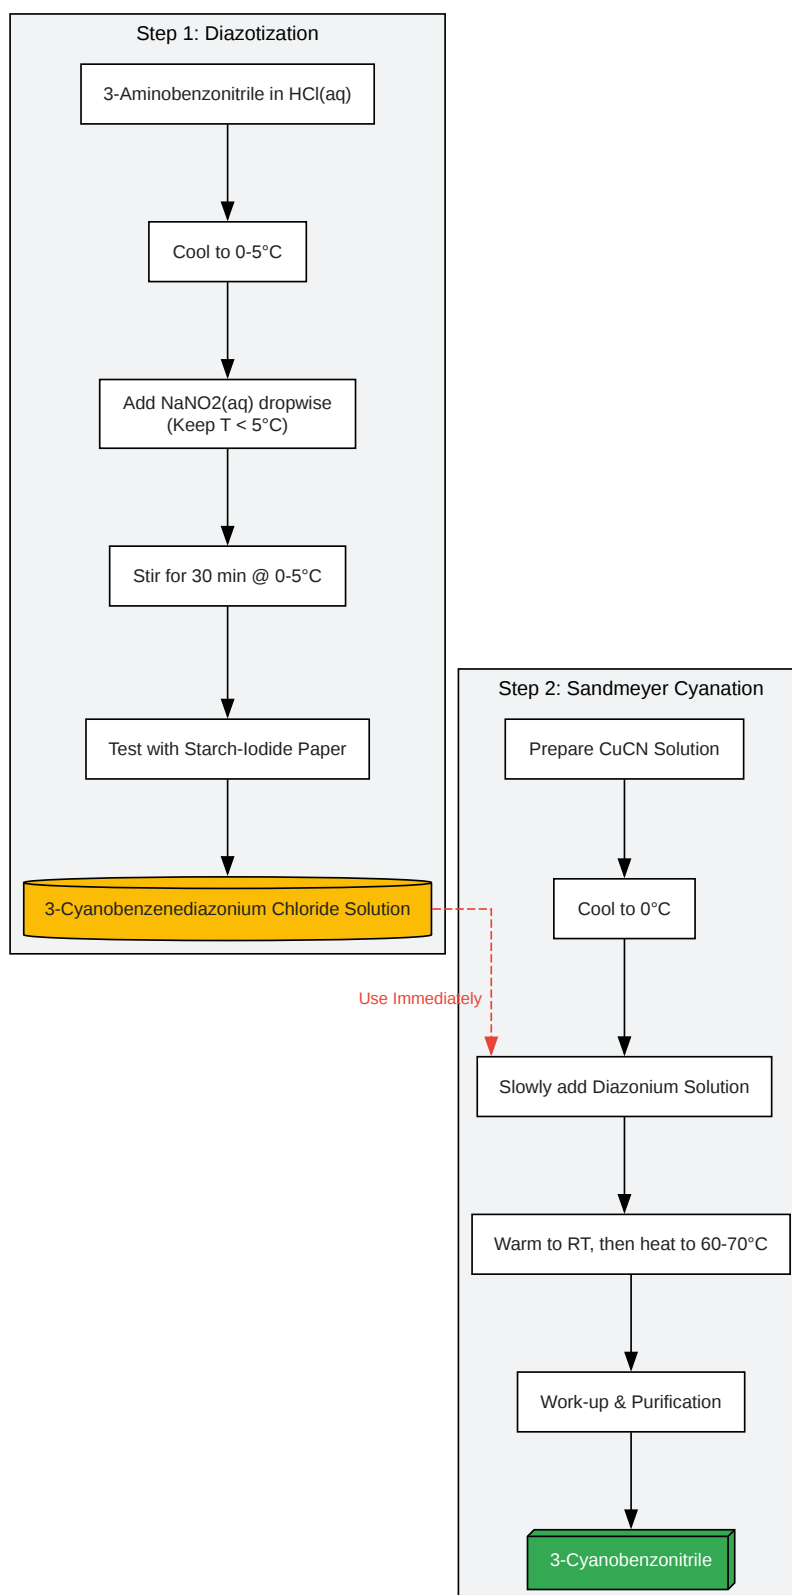 Step 1: Diazotization
3-Aminobenzonitrile in HCl(aq)
Cool to 0-5°C
Add NaNO2(aq) dropwise
(Keep T < 5°C)
Stir for 30 min @ 0-5°C
Test with Starch-Iodide Paper
3-Cyanobenzenediazonium Chloride Solution
Use Immediately
Step 2: Sandmeyer Cyanation
Prepare CuCN Solution
Cool to 0°C
Slowly add Diazonium Solution
Warm to RT, then heat to 60-70°C
Work-up & Purification
3-Cyanobenzonitrile